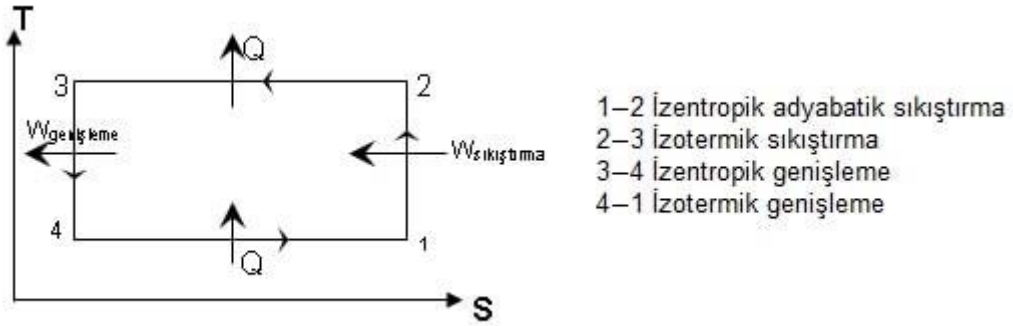 T
Q
3
2
Wgenişleme
Wsıkıştırma
4
1
Q
S
1–2 İzentropik adyabatik sıkıştırma
2–3 İzotermik sıkıştırma
3–4 İzentropik genişleme
4–1 İzotermik genişleme